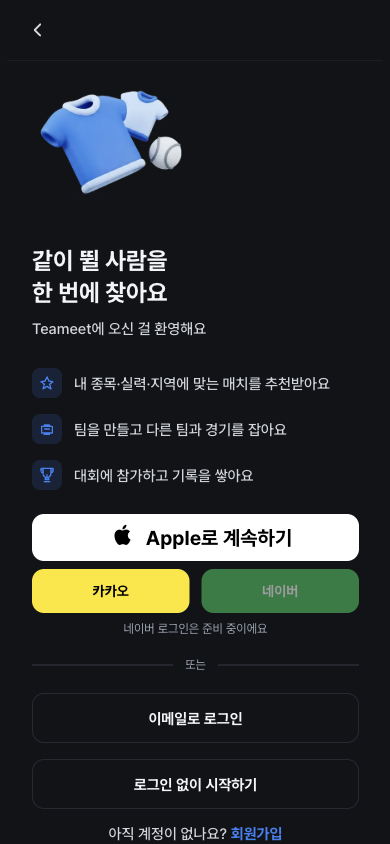 같이 뛸 사람을
한 번에 찾아요
Teameet에 오신 걸 환영해요
내 종목·실력·지역에 맞는 매치를 추천받아요
팀을 만들고 다른 팀과 경기를 잡아요
대회에 참가하고 기록을 쌓아요
Apple로 계속하기
카카오
네이버
네이버 로그인은 준비 중이에요
또는
이메일로 로그인
로그인 없이 시작하기
아직 계정이 없나요? 회원가입